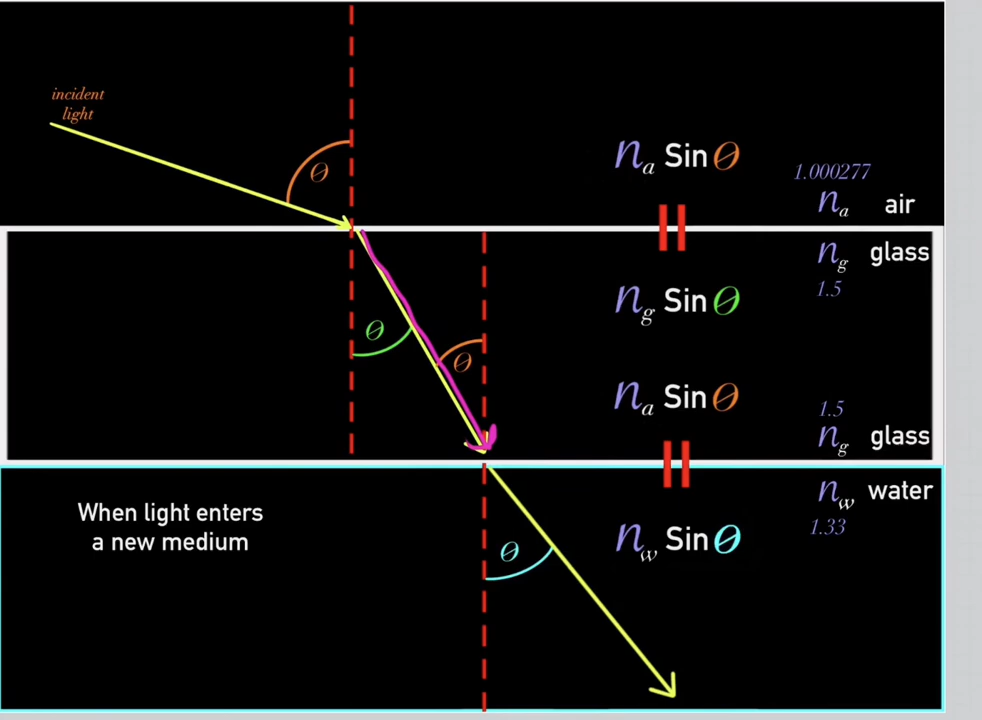 incident
light
θ
n_a Sin θ
1.000277
n_a air
n_g glass
1.5
θ
n_g Sin θ
θ
n_a Sin θ
1.5
n_g glass
n_w water
1.33
When light enters
a new medium
θ
n_w Sin θ